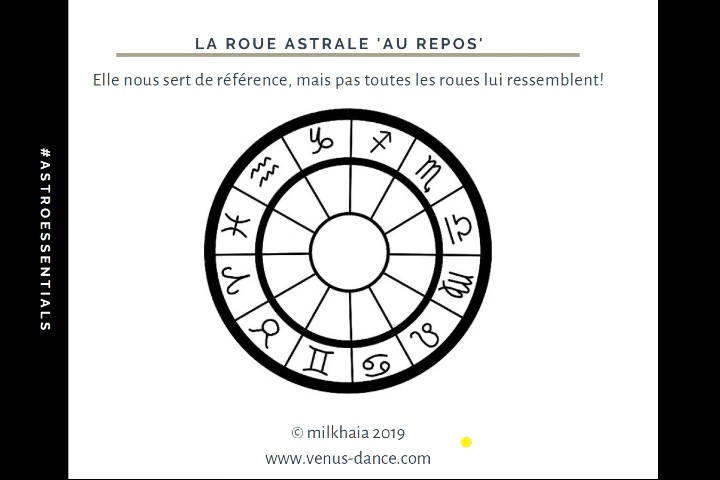 LA ROUE ASTRALE 'AU REPOS'
Elle nous sert de référence, mais pas toutes les roues lui ressemblent!
#ASTROESSENTIALS
♑ ♐ ♏ ♎ ♍ ♌ ♋ ♊ ♉ ♈ ♓ ♒
© milkhaia 2019
www.venus-dance.com